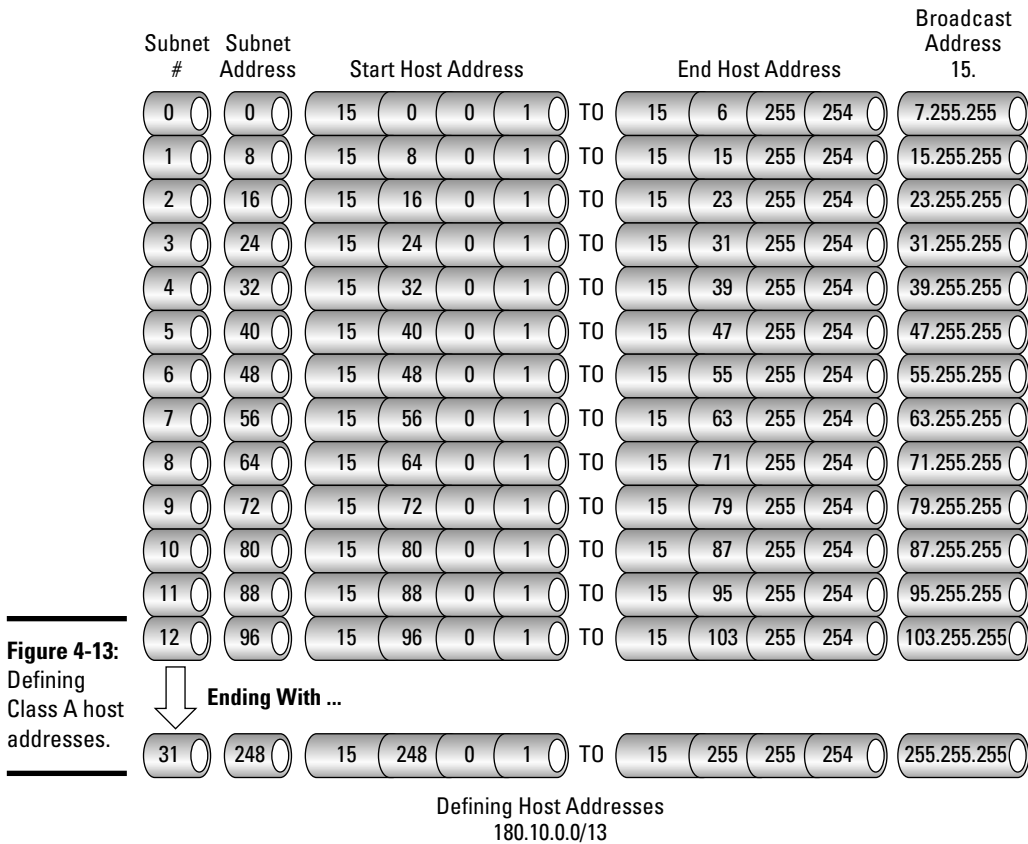 Subnet #
Subnet Address
Start Host Address
End Host Address
Broadcast Address 15.
0 0 15 0 0 1 TO 15 6 255 254 7.255.255
1 8 15 8 0 1 TO 15 15 255 254 15.255.255
2 16 15 16 0 1 TO 15 23 255 254 23.255.255
3 24 15 24 0 1 TO 15 31 255 254 31.255.255
4 32 15 32 0 1 TO 15 39 255 254 39.255.255
5 40 15 40 0 1 TO 15 47 255 254 47.255.255
6 48 15 48 0 1 TO 15 55 255 254 55.255.255
7 56 15 56 0 1 TO 15 63 255 254 63.255.255
8 64 15 64 0 1 TO 15 71 255 254 71.255.255
9 72 15 72 0 1 TO 15 79 255 254 79.255.255
10 80 15 80 0 1 TO 15 87 255 254 87.255.255
11 88 15 88 0 1 TO 15 95 255 254 95.255.255
12 96 15 96 0 1 TO 15 103 255 254 103.255.255
Ending With ...
31 248 15 248 0 1 TO 15 255 255 254 255.255.255
Defining Host Addresses
180.10.0.0/13
Figure 4-13:
Defining
Class A host
addresses.